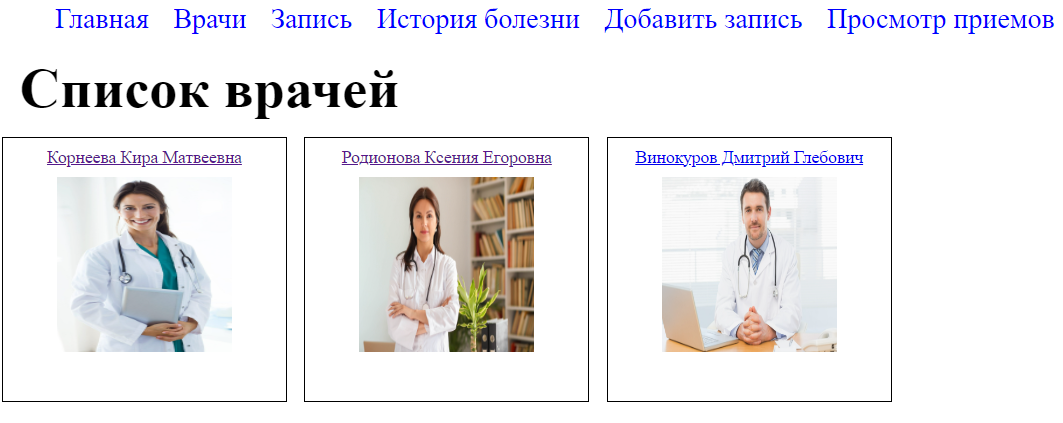 Главная Врачи Запись История болезни Добавить запись Просмотр приемов
Список врачей
Корнеева Кира Матвеевна Родионова Ксения Егоровна Винокуров Дмитрий Глебович